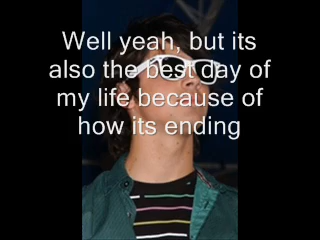 Well yeah, but its
also the best day of
my life because of
how its ending